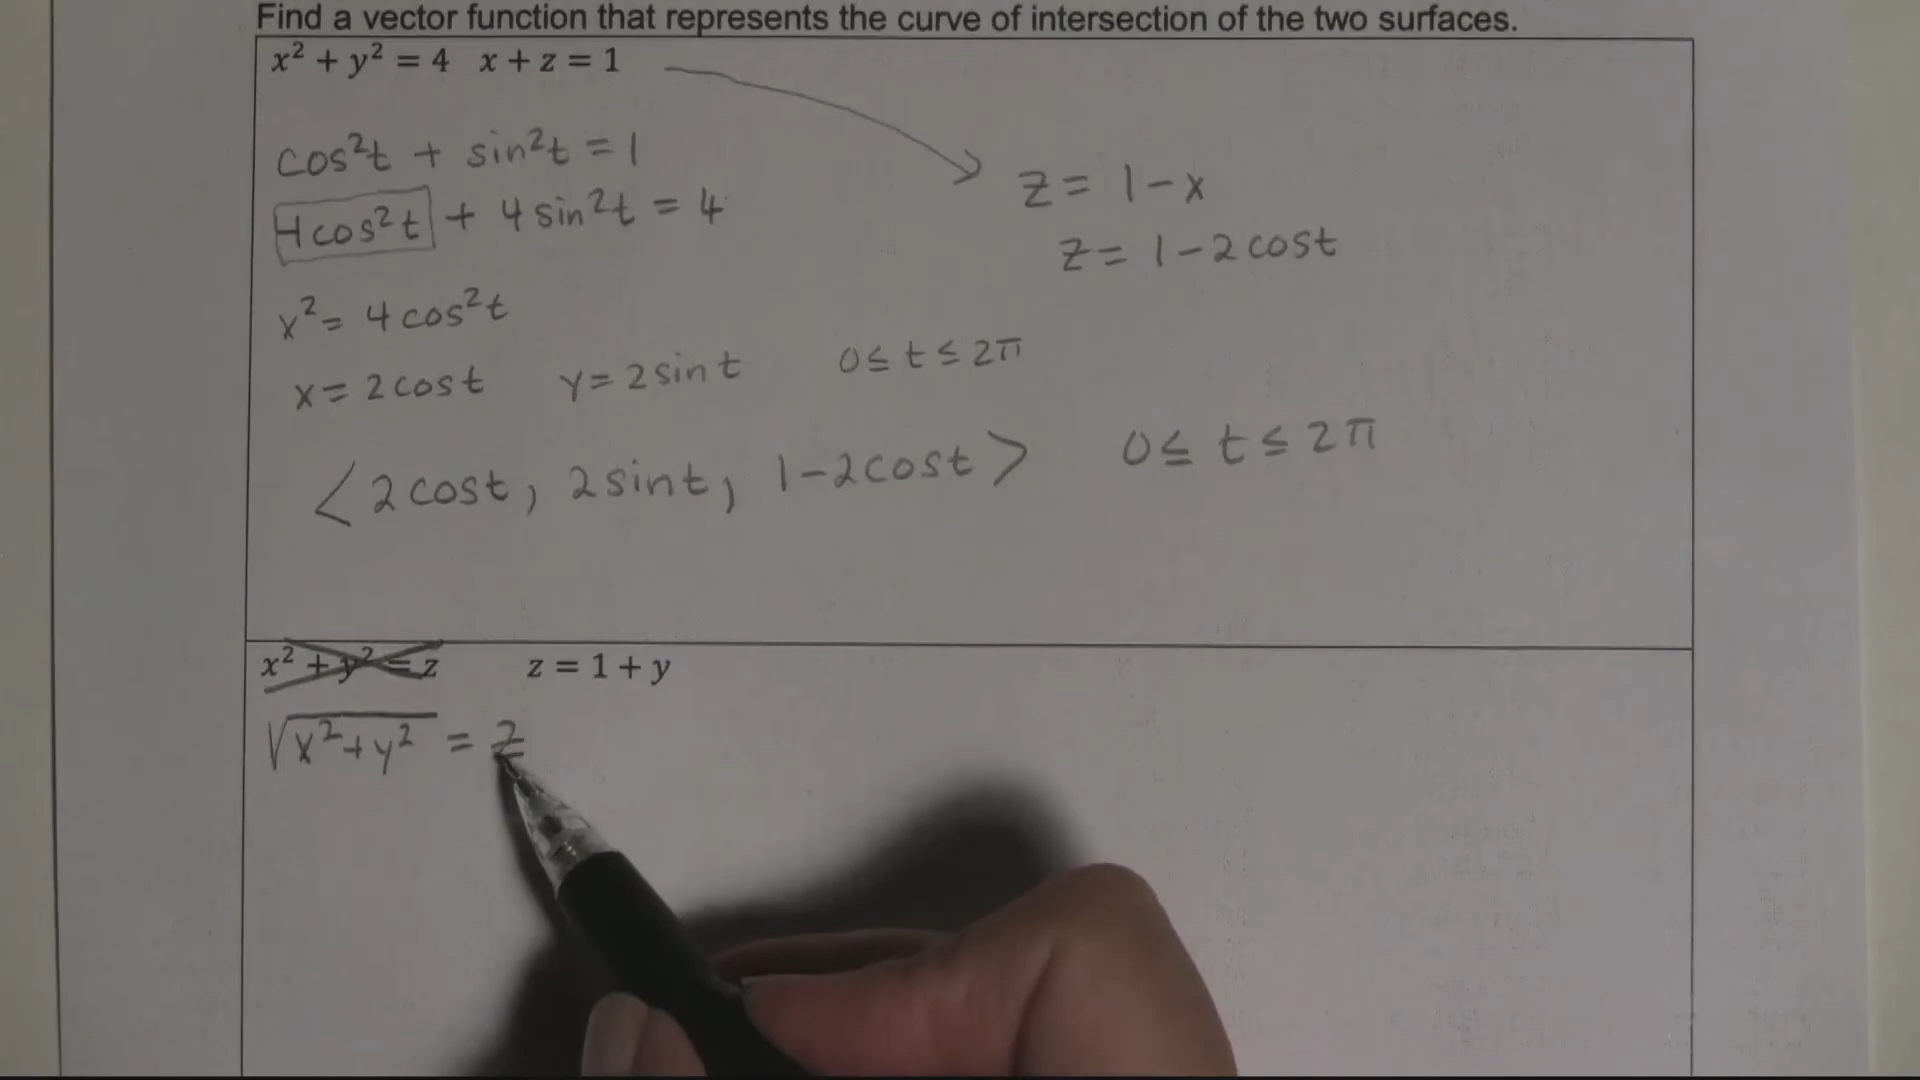 Find a vector function that represents the curve of intersection of the two surfaces.
x² + y² = 4 x + z = 1
cos²t + sin²t = 1
4cos²t + 4sin²t = 4
z = 1 - x
z = 1 - 2cost
x² = 4cos²t
x = 2cost y = 2sint 0 ≤ t ≤ 2π
<2cost, 2sint, 1-2cost> 0 ≤ t ≤ 2π
x² + y² = z z = 1 + y
√x²+y² = z